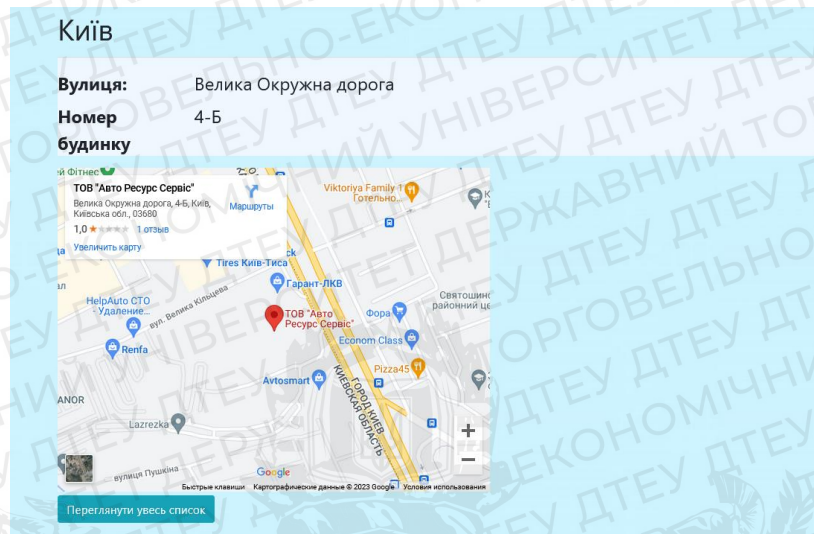 Київ
Вулиця:
Велика Окружна дорога
Номер
будинку
4-Б
й Фітнес
ТОВ "Авто Ресурс Сервіс"
Велика Окружна дорога, 4-Б, Київ,
Київська обл., 03680
1,0
1 отзыв
Увеличить карту
Маршруты
Viktoriya Family 1
Готельно...
Tires Київ-Тиса
Гарант-ЛКВ
HelpAuto СТО
- Удаление...
вул. Велика Кільцева
ТОВ "Авто
Ресурс Сервіс"
Фора
Святошинс
районний це
Econom Class
Renfa
Pizza45
Avtosmart
ГОРОД КИЕВ
КИЕВСКАЯ ОБЛАСТЬ
ANOR
Lazrezka
вулиця Пушкіна
Google
Быстрые клавиши
Картографические данные © 2023 Google
Условия использования
Переглянути увесь список